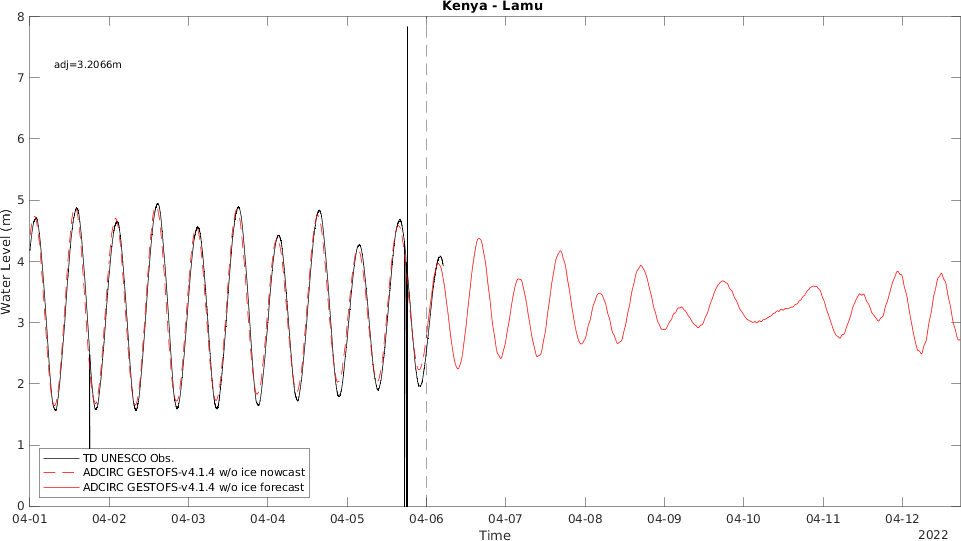 Kenya - Lamu
adj=3.2066m
8
7
6
5
4
3
2
1
0
Water Level (m)
TD UNESCO Obs.
ADCIRC GESTOFS-v4.1.4 w/o ice nowcast
ADCIRC GESTOFS-v4.1.4 w/o ice forecast
04-01 04-02 04-03 04-04 04-05 04-06 04-07 04-08 04-09 04-10 04-11 04-12
Time
2022